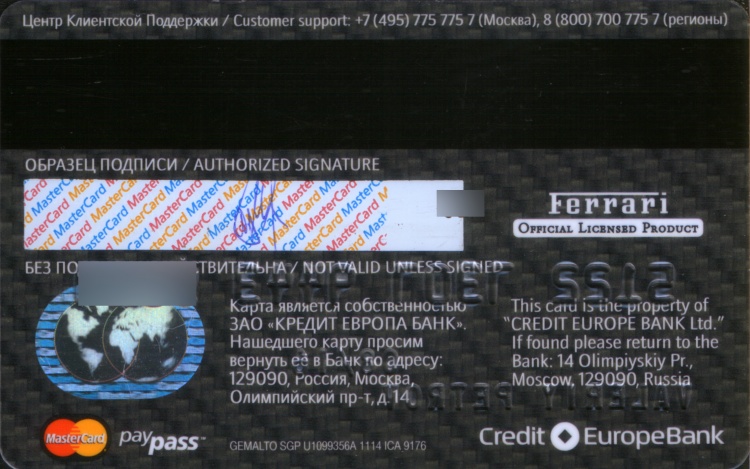 Центр Клиентской Поддержки / Customer support: +7 (495) 775 775 7 (Москва), 8 (800) 700 775 7 (регионы)
ОБРАЗЕЦ ПОДПИСИ / AUTHORIZED SIGNATURE
MasterCard MasterCard MasterCard MasterCard
Ferrari
OFFICIAL LICENSED PRODUCT
БЕЗ / NOT VALID UNLESS SIGNED
Карта является собственностью
ЗАО «КРЕДИТ ЕВРОПА БАНК».
Нашедшего карту просим
вернуть её в Банк по адресу:
129090, Россия, Москва,
Олимпийский пр-т, д.14
This card is the property of
“CREDIT EUROPE BANK Ltd.”
If found please return to the
Bank: 14 Olimpiyskiy Pr.,
Moscow, 129090, Russia
MasterCard
paypass
GEMALTO SGP U1099356A 1114 ICA 9176
Credit EuropeBank